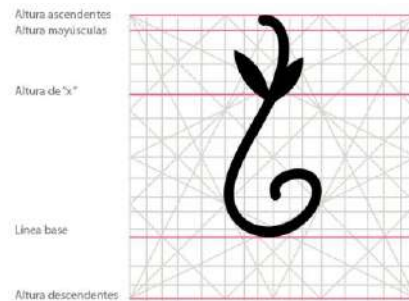 Altura ascendentes
Altura mayúsculas
Altura de "x"
Línea base
Altura descendentes